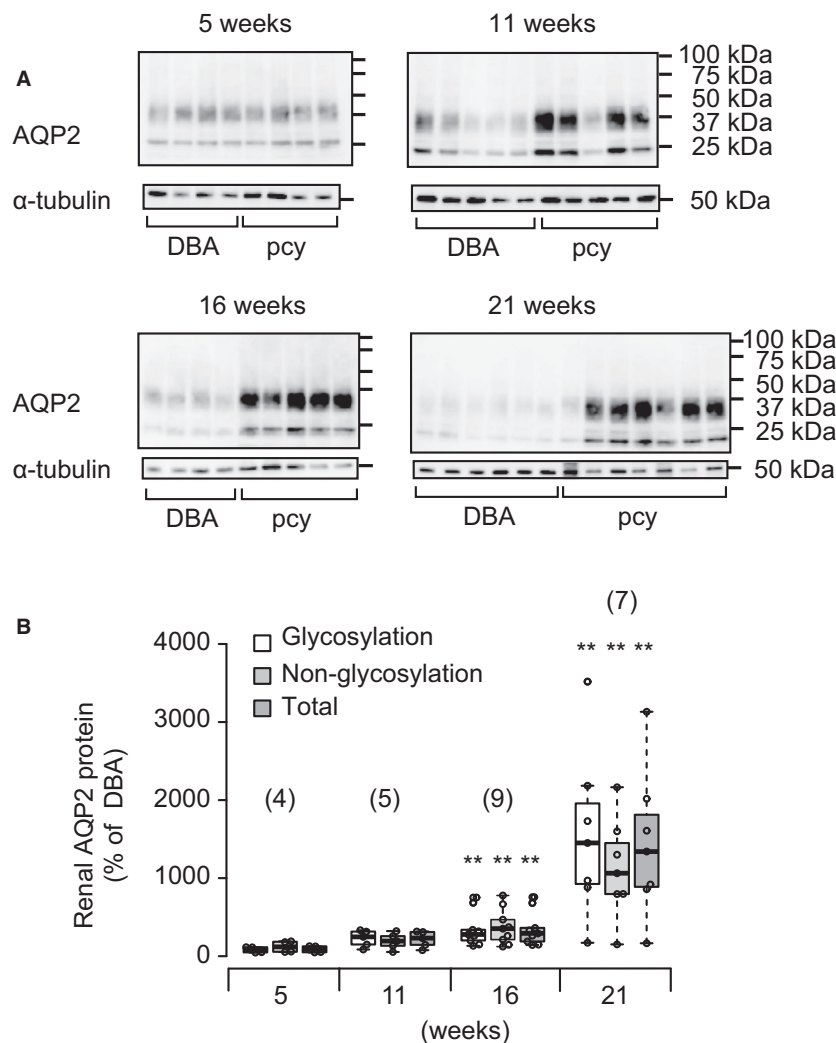 A
5 weeks
11 weeks
AQP2
100 kDa
75 kDa
50 kDa
37 kDa
25 kDa
α-tubulin
50 kDa
DBA
pcy
DBA
pcy
16 weeks
21 weeks
AQP2
100 kDa
75 kDa
50 kDa
37 kDa
25 kDa
α-tubulin
50 kDa
DBA
pcy
DBA
pcy
B
Renal AQP2 protein
(% of DBA)
4000
3000
2000
1000
0
Glycosylation
Non-glycosylation
Total
(4)
(5)
(9)
(7)
** ** **
** ** **
5
11
16
21
(weeks)